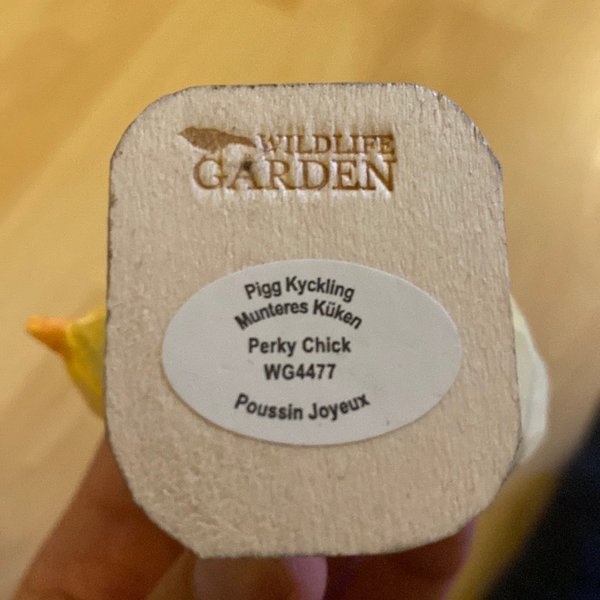 WILDLIFE
GARDEN
Pigg Kyckling
Munteres Küken
Perky Chick
WG4477
Poussin Joyeux